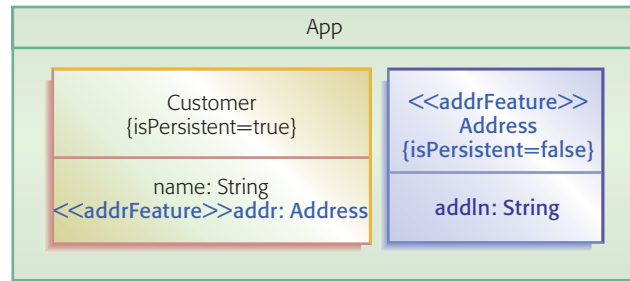 App
Customer
{isPersistent=true}
name: String
<<addrFeature>>addr: Address
<<addrFeature>>
Address
{isPersistent=false}
addln: String